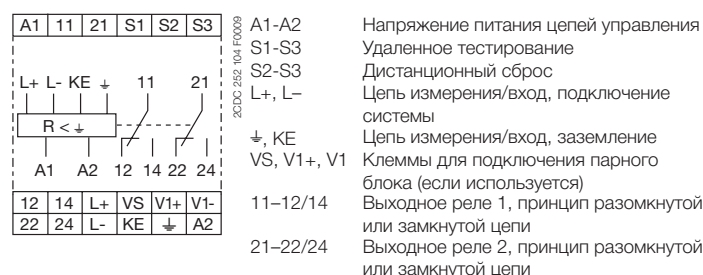 A1 11 21 S1 S2 S3
L+ L- KE ⏚ 11 21
R < ⏚
A1 A2 12 14 22 24
12 14 L+ VS V1+ V1-
22 24 L- KE ⏚ A2
2CDC 252 104 F0009
A1-A2 Напряжение питания цепей управления
S1-S3 Удаленное тестирование
S2-S3 Дистанционный сброс
L+, L– Цепь измерения/вход, подключение
системы
⏚, KE Цепь измерения/вход, заземление
VS, V1+, V1 Клеммы для подключения парного
блока (если используется)
11–12/14 Выходное реле 1, принцип разомкнутой
или замкнутой цепи
21–22/24 Выходное реле 2, принцип разомкнутой
или замкнутой цепи